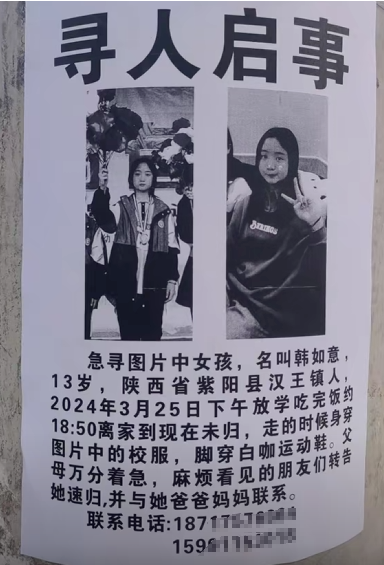 寻人启事
急寻图片中女孩，名叫韩如意，
13岁，陕西省紫阳县汉王镇人，
2024年3月25日下午放学吃完饭约
18:50离家到现在未归，走的时候身穿
图片中的校服，脚穿白咖运动鞋。父
母万分着急，麻烦看见的朋友们转告
她速归,并与她爸爸妈妈联系。
联系电话:187
159